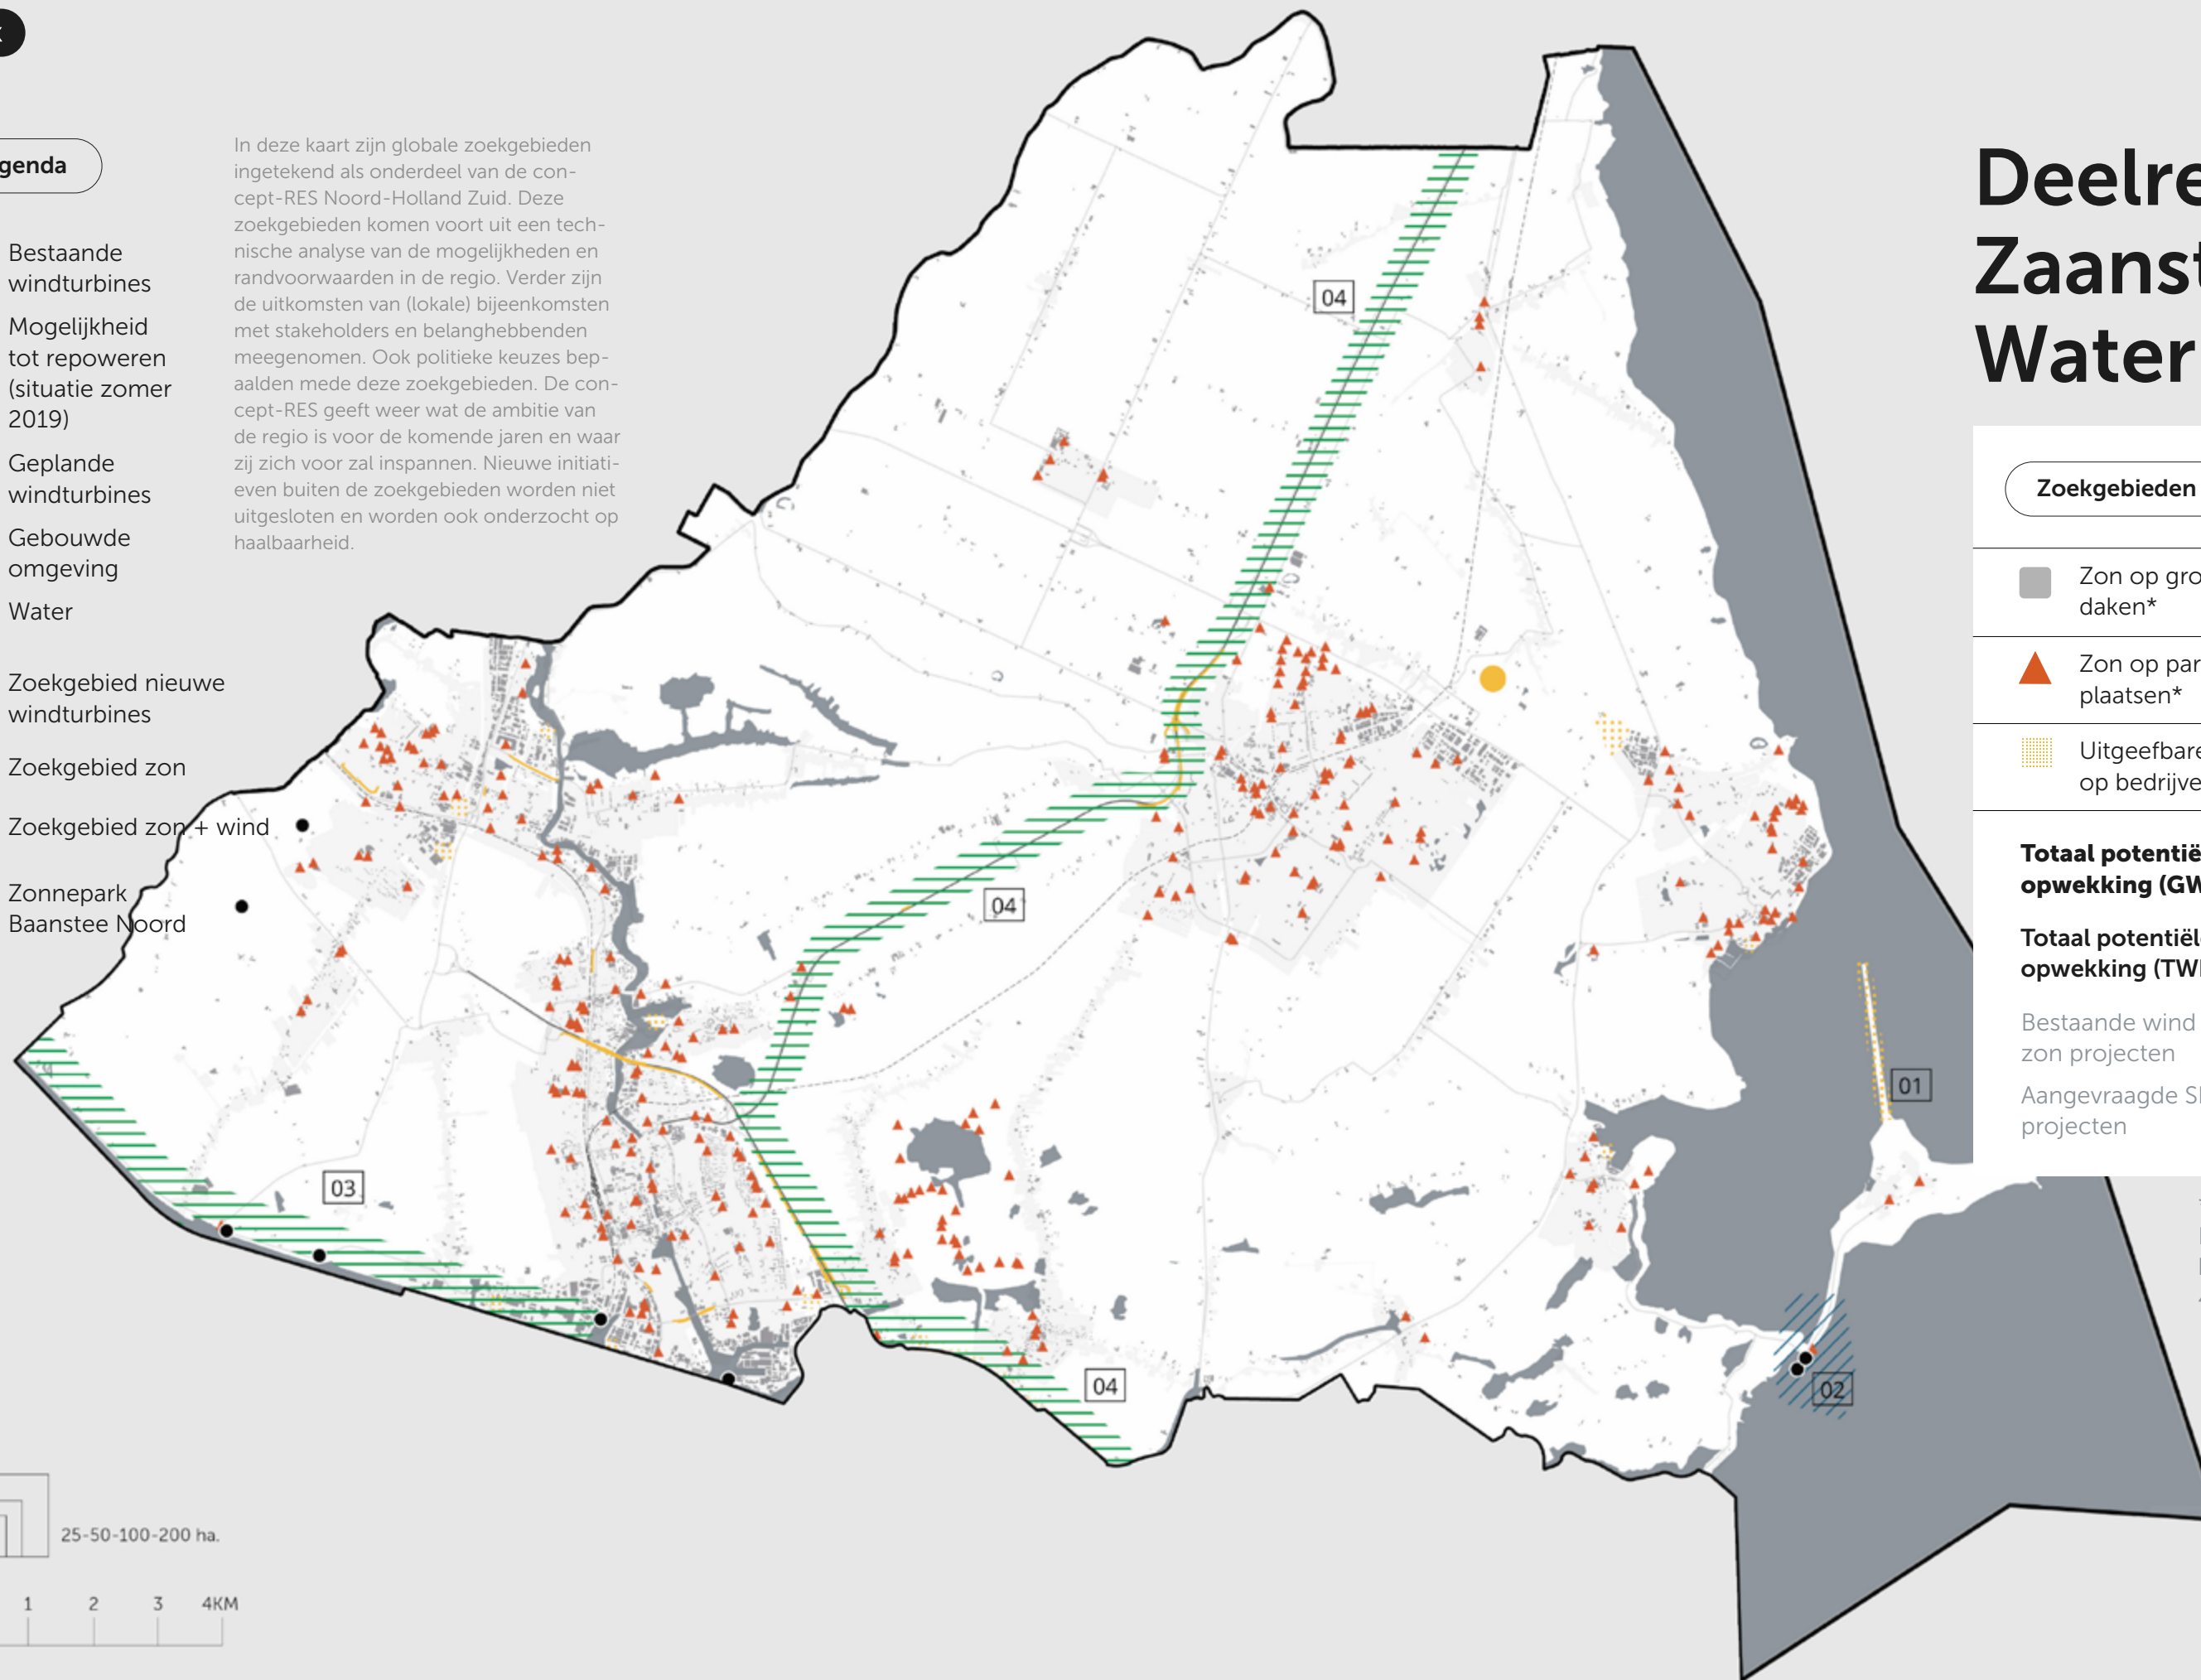 genda
Bestaande
windturbines
Mogelijkheid
tot repoweren
(situatie zomer
2019)
Geplande
windturbines
Gebouwde
omgeving
Water
Zoekgebied nieuwe
windturbines
Zoekgebied zon
Zoekgebied zon + wind
Zonnepark
Baanstee Noord
In deze kaart zijn globale zoekgebieden
ingetekend als onderdeel van de con-
cept-RES Noord-Holland Zuid. Deze
zoekgebieden komen voort uit een tech-
nische analyse van de mogelijkheden en
randvoorwaarden in de regio. Verder zijn
de uitkomsten van (lokale) bijeenkomsten
met stakeholders en belanghebbenden
meegenomen. Ook politieke keuzes bep-
aalden mede deze zoekgebieden. De con-
cept-RES geeft weer wat de ambitie van
de regio is voor de komende jaren en waar
zij zich voor zal inspannen. Nieuwe initiati-
even buiten de zoekgebieden worden niet
uitgesloten en worden ook onderzocht op
haalbaarheid.
04
04
03
04
01
02
25-50-100-200 ha.
1 2 3 4KM
Deelre
Zaanst
Water
Zoekgebieden
Zon op gro
daken*
Zon op par
plaatsen*
Uitgeefbare
op bedrijve
Totaal potentië
opwekking (GW
Totaal potentiël
opwekking (TW
Bestaande wind
zon projecten
Aangevraagde S
projecten